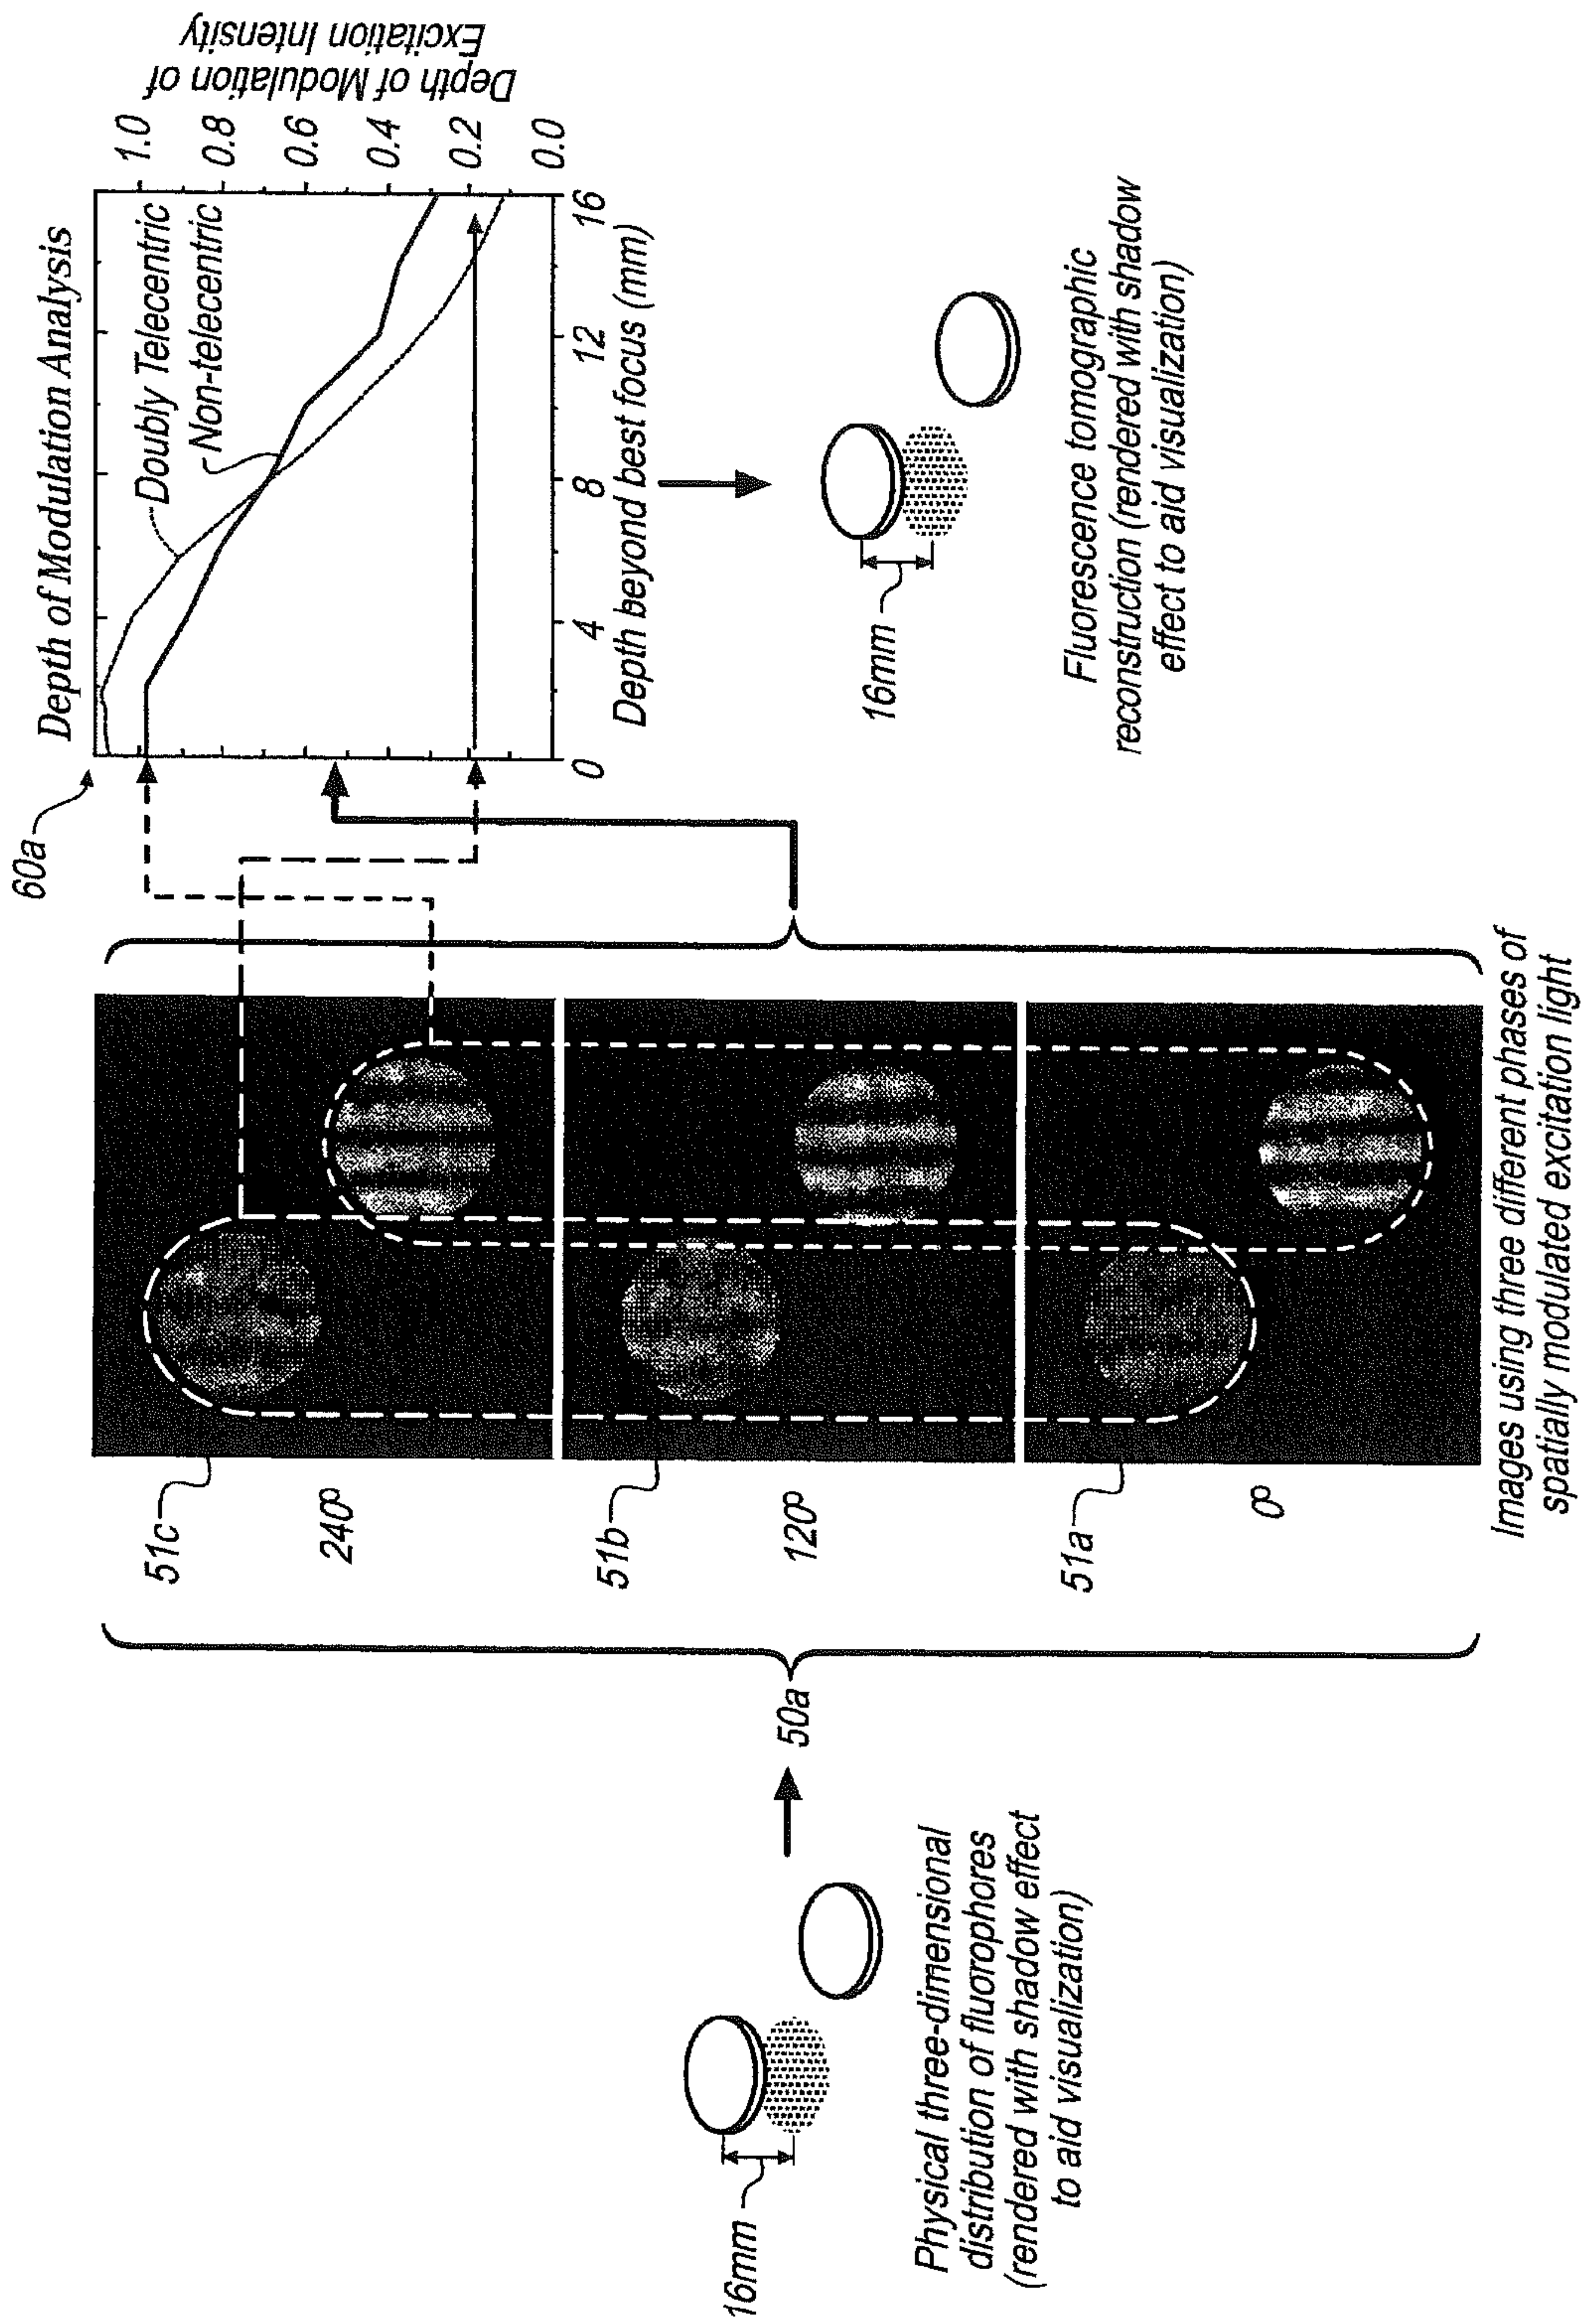 16mm
Physical three-dimensional
distribution of fluorophores
(rendered with shadow effect
to aid visualization)
50a
51c
240º
51b
120º
51a
0º
Images using three different phases of
spatially modulated excitation light
60a
Depth of Modulation Analysis
Doubly Telecentric
Non-telecentric
1.0
0.8
0.6
0.4
0.2
0.0
Depth of Modulation of
Excitation Intensity
0 4 8 12 16
Depth beyond best focus (mm)
16mm
Fluorescence tomographic
reconstruction (rendered with shadow
effect to aid visualization)